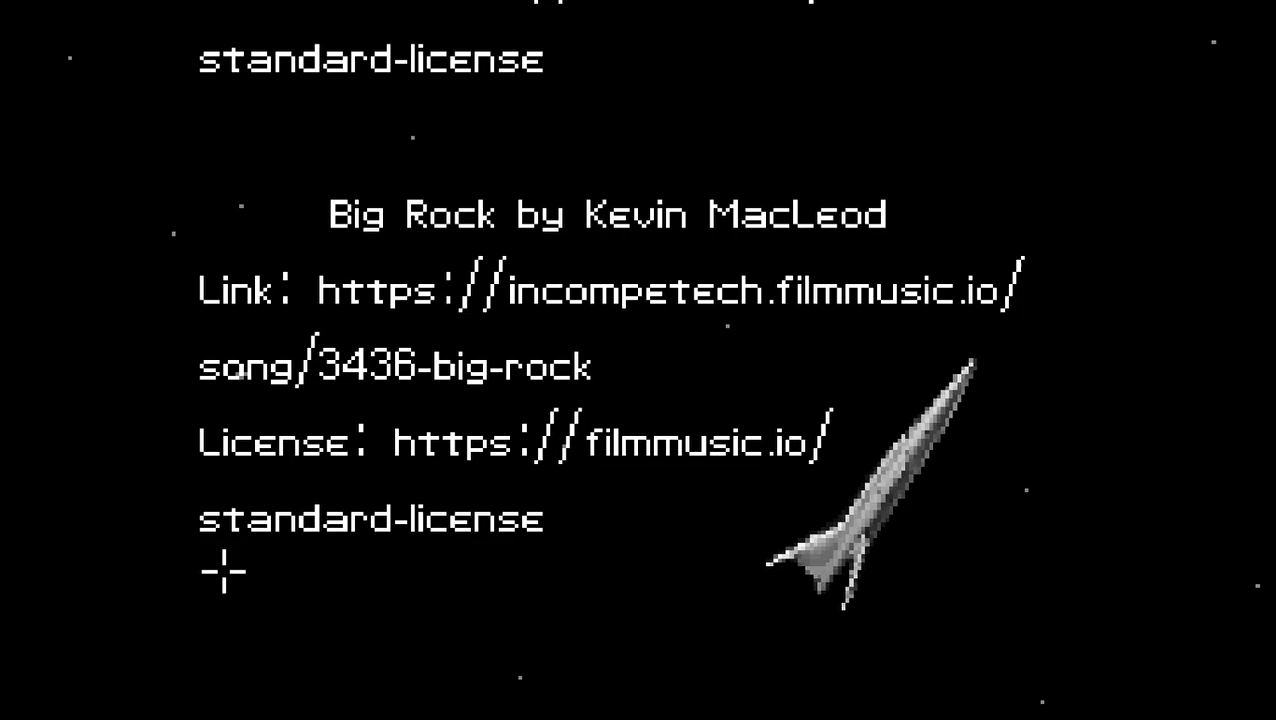 standard-license
Big Rock by Kevin MacLeod
Link: https://incompetech.filmmusic.io/
song/3436-big-rock
License: https://filmmusic.io/
standard-license